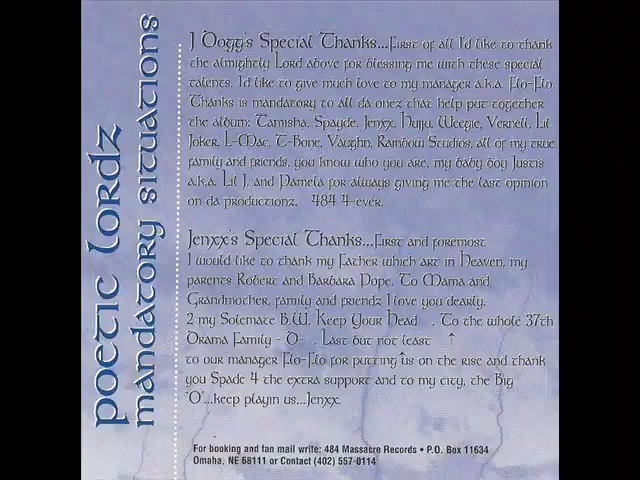 poetic lordz
mandatory situations
J Dogg's Special Thanks...First of all I'd like to thank
the almightly Lord above for blessing me with these special
talents. I'd like to give much love to my manager a.k.a. Flo-Flo.
Thanks is mandatory to all da onez that help put together
the album: Tamisha, Spayde, Jenxx, Hujju, Weegie, Vernell, Lil
Joker, L-Mac, T-Bone, Vaughn, Rainbow Studios, all of my true
family and friends, you know who you are, my baby boy Justis
a.k.a. Lil J, and Pamela for always giving me the last opinion
on da productionz. 484 4-ever.
Jenxx's Special Thanks...First and foremost
I would like to thank my Father which art in Heaven, my
parents Robert and Barbara Pope. To Mama and
Grandmother, family and friendz I love you dearly.
2 my Solemate B.W. Keep Your Head . To the whole 37th
Drama Family - D- . Last but not least ↑
to our manager Flo-Flo for putting us on the rise and thank
you Spade 4 the extra support and to my city, the Big
"O"...keep playin us...Jenxx.
For booking and fan mail write: 484 Massacre Records • P.O. Box 11634
Omaha, NE 68111 or Contact (402) 557-0114